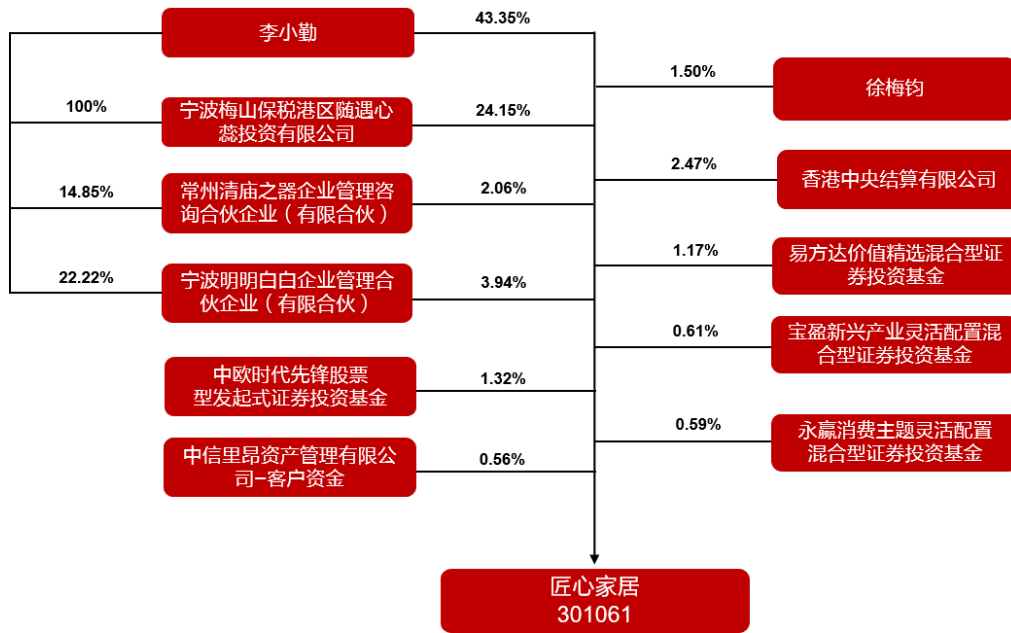 李小勤
43.35%
1.50%
徐梅钧
100%
宁波梅山保税港区随遇心
蕊投资有限公司
24.15%
2.47%
香港中央结算有限公司
14.85%
常州清庙之器企业管理咨
询合伙企业（有限合伙）
2.06%
1.17%
易方达价值精选混合型证
券投资基金
22.22%
宁波明明白白企业管理合
伙企业（有限合伙）
3.94%
0.61%
宝盈新兴产业灵活配置混
合型证券投资基金
中欧时代先锋股票
型发起式证券投资基金
1.32%
0.59%
永赢消费主题灵活配置
混合型证券投资基金
中信里昂资产管理有限公
司–客户资金
0.56%
匠心家居
301061